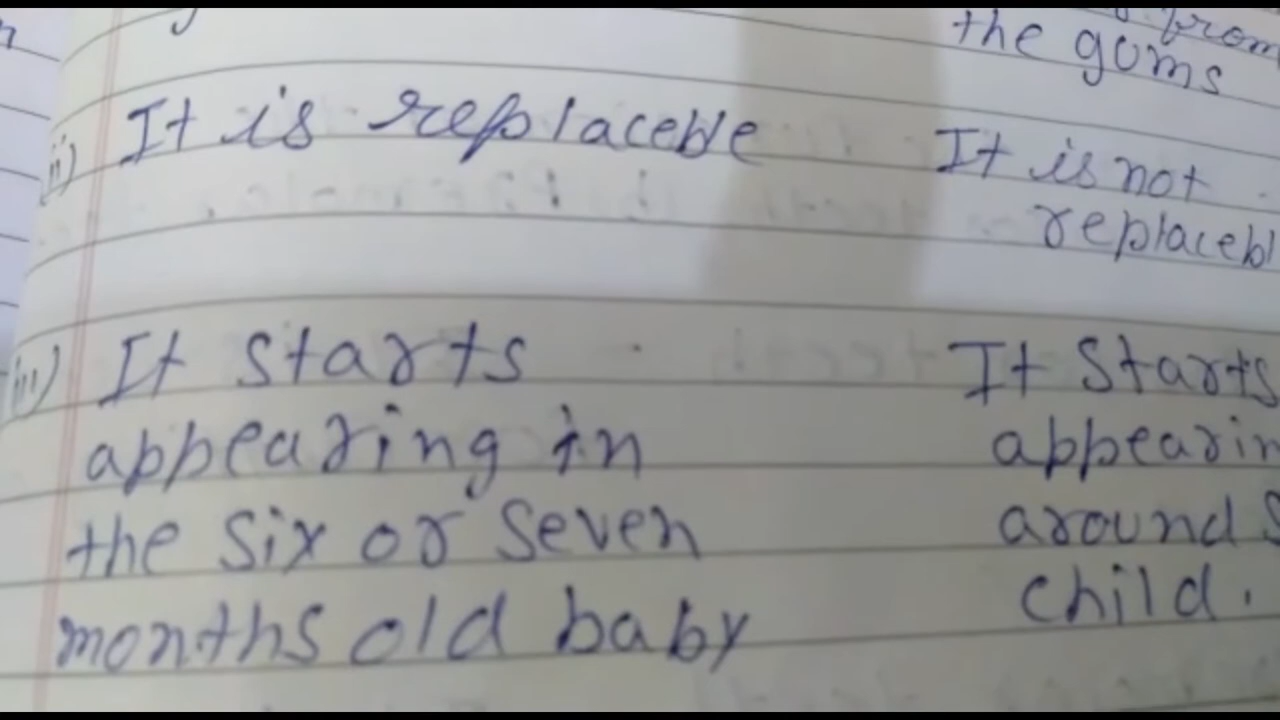 from
the gums
ii) It is replaceble
It is not
replacebl
iii) It starts
appearing in
the six or seven
months old baby
It Starts
appearin
around S
child.